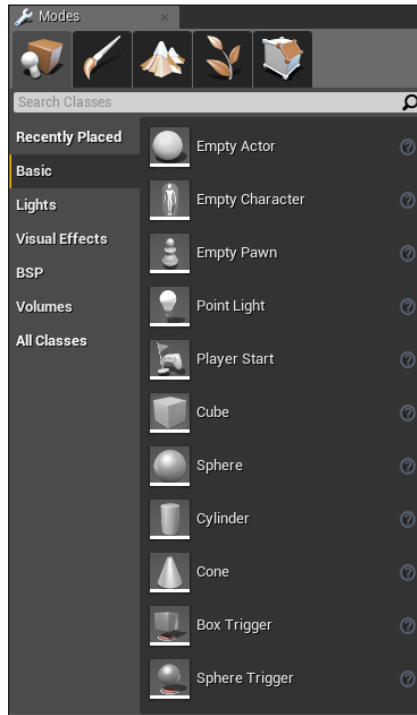 Modes
Search Classes
Recently Placed
Basic
Lights
Visual Effects
BSP
Volumes
All Classes
Empty Actor
Empty Character
Empty Pawn
Point Light
Player Start
Cube
Sphere
Cylinder
Cone
Box Trigger
Sphere Trigger